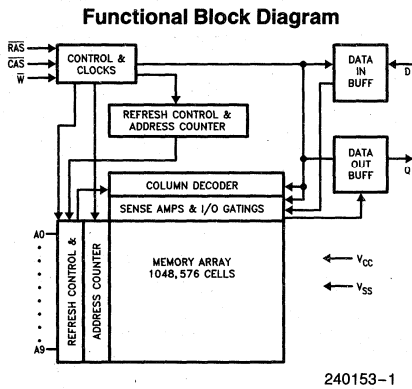 Functional Block Diagram
RAS
CAS
W
CONTROL &
CLOCKS
DATA
IN
BUFF
D
REFRESH CONTROL &
ADDRESS COUNTER
DATA
OUT
BUFF
Q
COLUMN DECODER
SENSE AMPS & I/O GATINGS
A0
A9
REFRESH CONTROL &
ADDRESS COUNTER
MEMORY ARRAY
1048,576 CELLS
VCC
VSS
240153-1